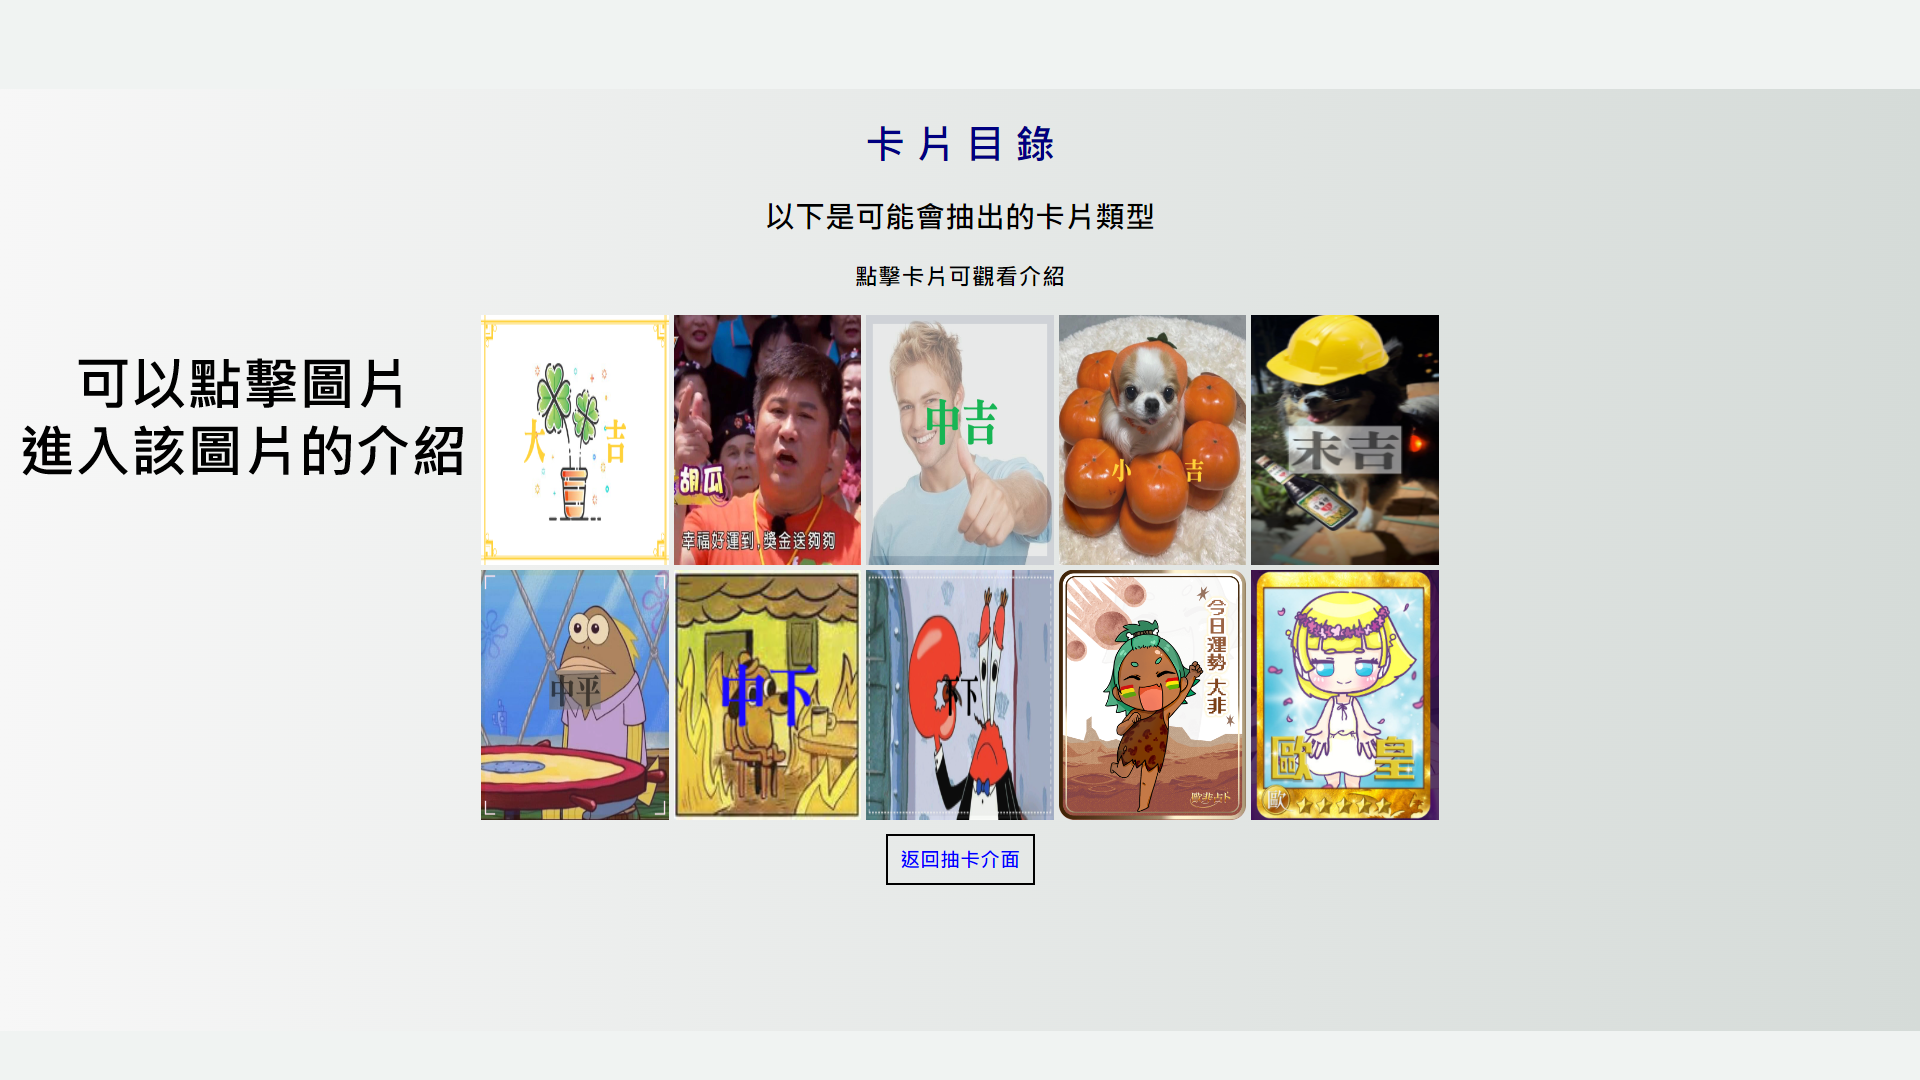 卡片目錄
以下是可能會抽出的卡片類型
點擊卡片可觀看介紹
可以點擊圖片
進入該圖片的介紹
大吉
胡瓜
幸福好運到,獎金送夠夠
中吉
小吉
末吉
中平
中下
下下
今日運勢 大非
歐非卡卡
歐皇
歐
返回抽卡介面